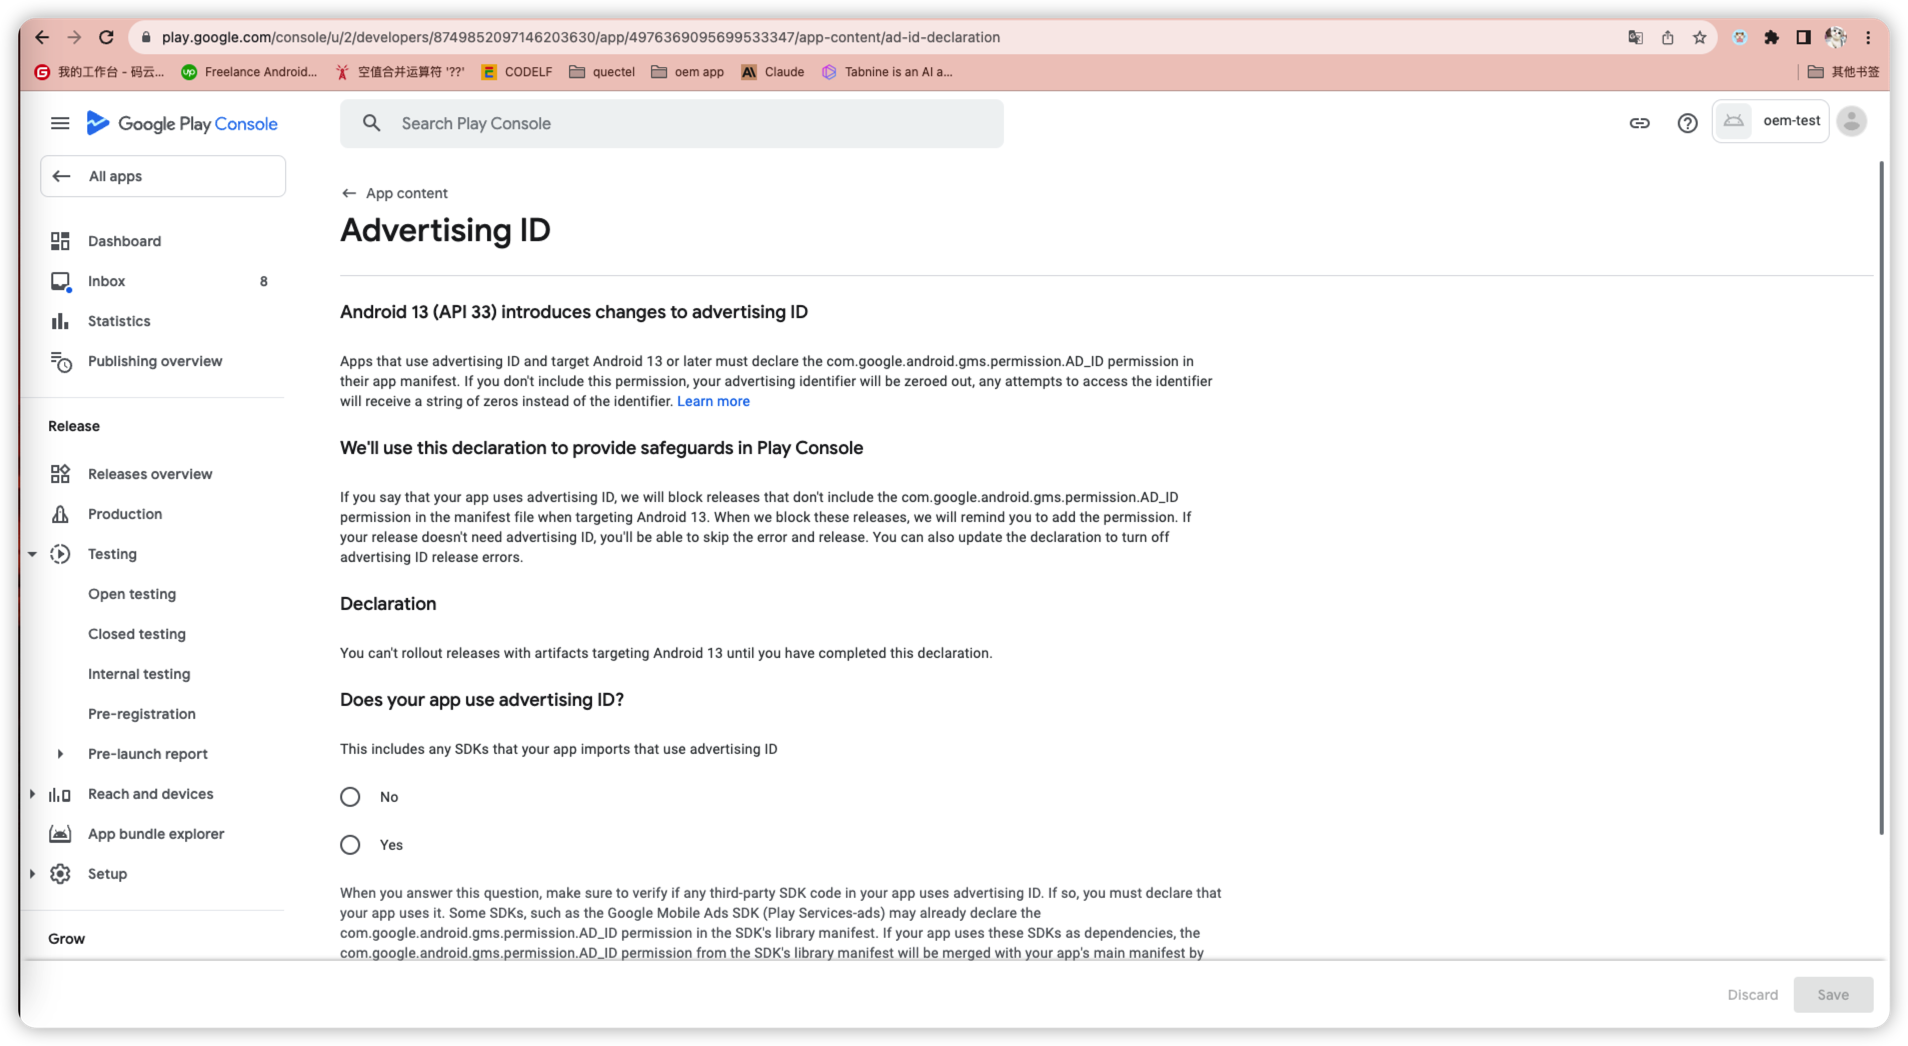 play.google.com/console/u/2/developers/8749852097146203630/app/4976369095699533347/app-content/ad-id-declaration
我的工作台 - 码云... Freelance Android... 空值合并运算符 '??' CODELF quectel oem app Claude Tabnine is an AI a... 其他书签
Google Play Console
Search Play Console
oem-test
All apps
Dashboard
Inbox 8
Statistics
Publishing overview
Release
Releases overview
Production
Testing
Open testing
Closed testing
Internal testing
Pre-registration
Pre-launch report
Reach and devices
App bundle explorer
Setup
Grow
App content
Advertising ID
Android 13 (API 33) introduces changes to advertising ID
Apps that use advertising ID and target Android 13 or later must declare the com.google.android.gms.permission.AD_ID permission in
their app manifest. If you don't include this permission, your advertising identifier will be zeroed out, any attempts to access the identifier
will receive a string of zeros instead of the identifier. Learn more
We'll use this declaration to provide safeguards in Play Console
If you say that your app uses advertising ID, we will block releases that don't include the com.google.android.gms.permission.AD_ID
permission in the manifest file when targeting Android 13. When we block these releases, we will remind you to add the permission. If
your release doesn't need advertising ID, you'll be able to skip the error and release. You can also update the declaration to turn off
advertising ID release errors.
Declaration
You can't rollout releases with artifacts targeting Android 13 until you have completed this declaration.
Does your app use advertising ID?
This includes any SDKs that your app imports that use advertising ID
No
Yes
When you answer this question, make sure to verify if any third-party SDK code in your app uses advertising ID. If so, you must declare that
your app uses it. Some SDKs, such as the Google Mobile Ads SDK (Play Services-ads) may already declare the
com.google.android.gms.permission.AD_ID permission in the SDK's library manifest. If your app uses these SDKs as dependencies, the
com.google.android.gms.permission.AD_ID permission from the SDK's library manifest will be merged with your app's main manifest by
Discard Save